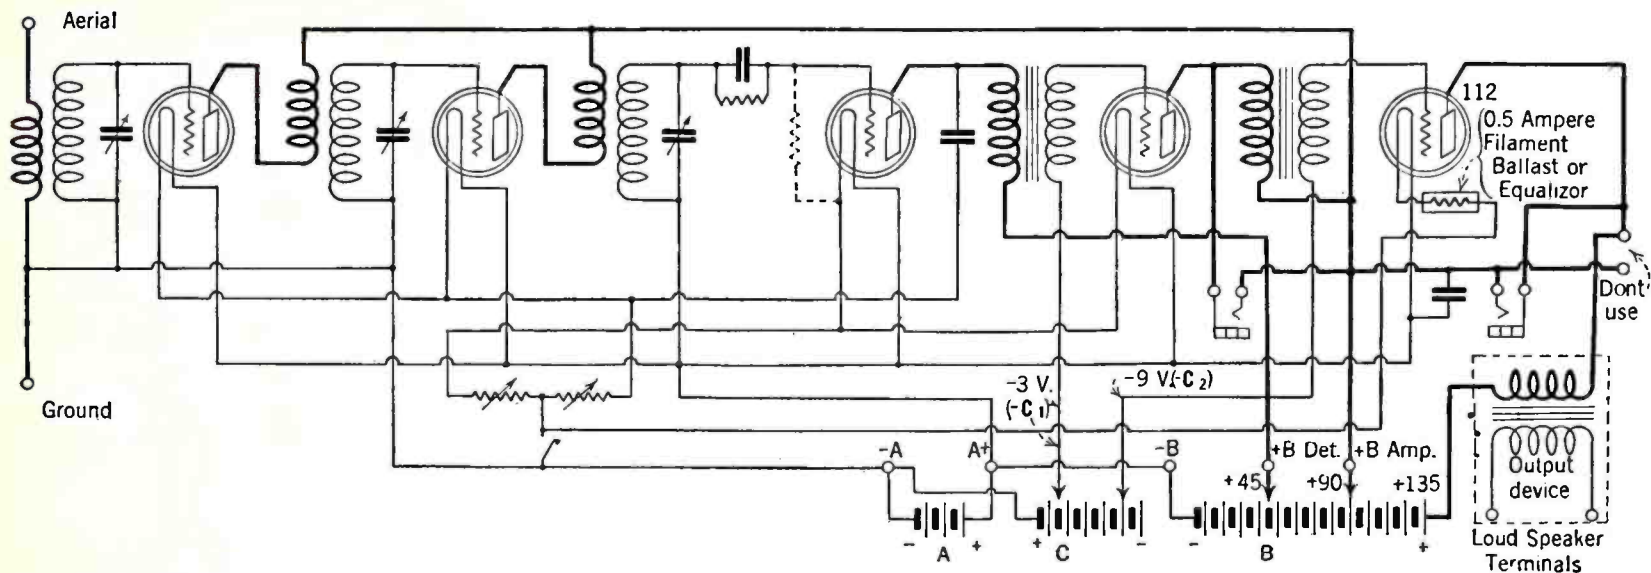 Aerial
Ground
112
0.5 Ampere
Filament
Ballast or
Equalizor
Dont
use
-3 V.
(-C1)
-9 V.(-C2)
-A
A+
-B
+B Det.
+B Amp.
+45
+90
+135
- A +
+ C -
- B +
Output
device
Loud Speaker
Terminals